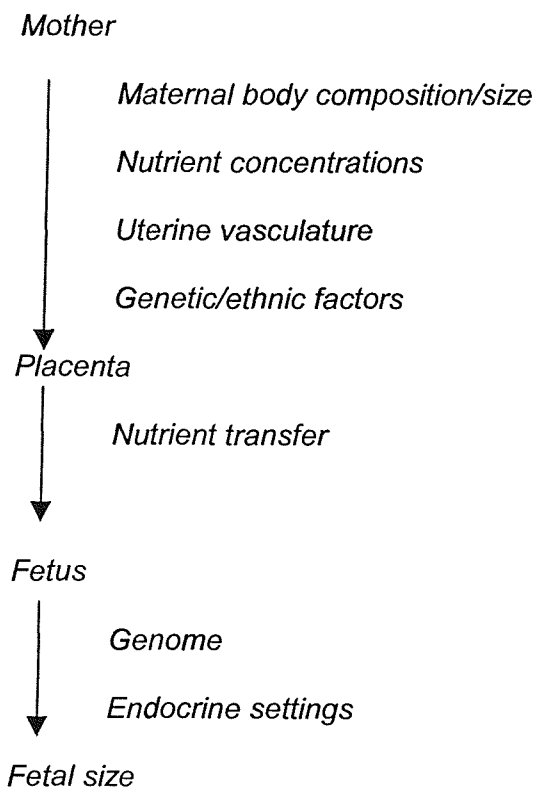 Mother
Maternal body composition/size
Nutrient concentrations
Uterine vasculature
Genetic/ethnic factors
Placenta
Nutrient transfer
Fetus
Genome
Endocrine settings
Fetal size